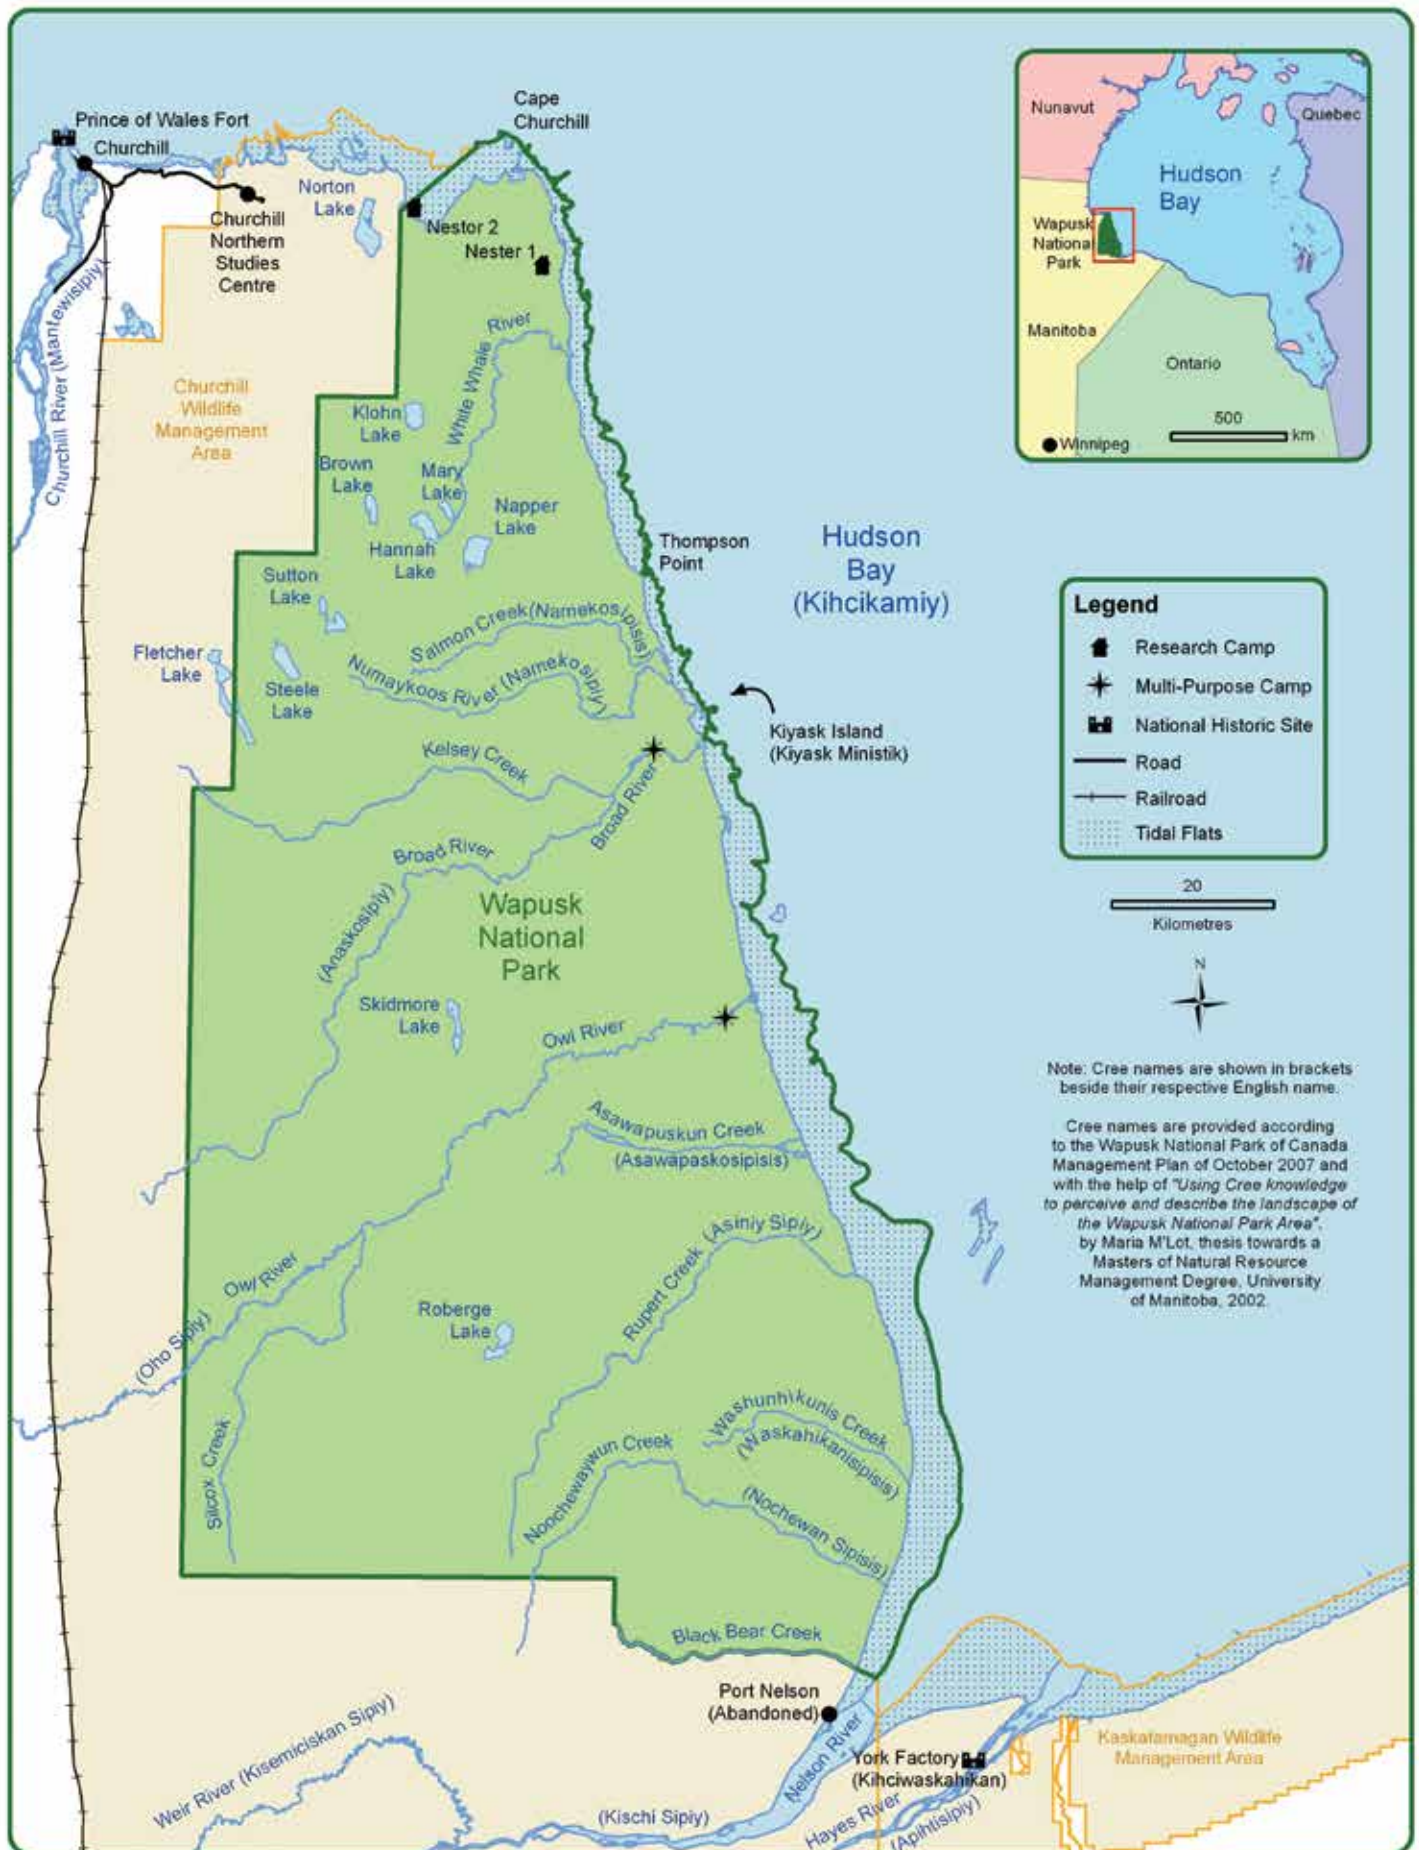 Cape
Churchill
Prince of Wales Fort
Churchill
Norton
Lake
Churchill
Northern
Studies
Centre
Nestor 2
Nester 1
Churchill River (Mantewisipiy)
Churchill
Wildlife
Management
Area
White Whale River
Klohn
Lake
Brown
Lake
Mary
Lake
Napper
Lake
Hannah
Lake
Thompson
Point
Sutton
Lake
Salmon Creek (Namekosipisis)
Fletcher
Lake
Steele
Lake
Numaykoos River (Namekosipiy)
Kiyask Island
(Kiyask Ministik)
Kelsey Creek
Broad River
Broad River
(Anaskosipiy)
Wapusk
National
Park
Skidmore
Lake
Owl River
Asawapuskun Creek
(Asawapaskosipisis)
Rupert Creek (Asiniy Sipiy)
Owl River
(Oho Sipiy)
Roberge
Lake
Silcox Creek
Washunhikunis Creek
(Waskahikanisipisis)
Noochewaywun Creek
(Nochewan Sipisis)
Black Bear Creek
Port Nelson
(Abandoned)
Nelson River
York Factory
(Kihciwaskahikan)
Weir River (Kisemiciskan Sipiy)
(Kischi Sipiy)
Hayes River
(Apihtisipiy)
Kaskatamagan Wildlife
Management Area
Hudson
Bay
(Kihcikamiy)
Nunavut
Quebec
Hudson
Bay
Wapusk
National
Park
Manitoba
Ontario
500
km
Winnipeg
Legend
Research Camp
Multi-Purpose Camp
National Historic Site
Road
Railroad
Tidal Flats
20
Kilometres
N
Note: Cree names are shown in brackets
beside their respective English name.
Cree names are provided according
to the Wapusk National Park of Canada
Management Plan of October 2007 and
with the help of "Using Cree knowledge
to perceive and describe the landscape of
the Wapusk National Park Area",
by Maria M'Lot, thesis towards a
Masters of Natural Resource
Management Degree, University
of Manitoba, 2002.